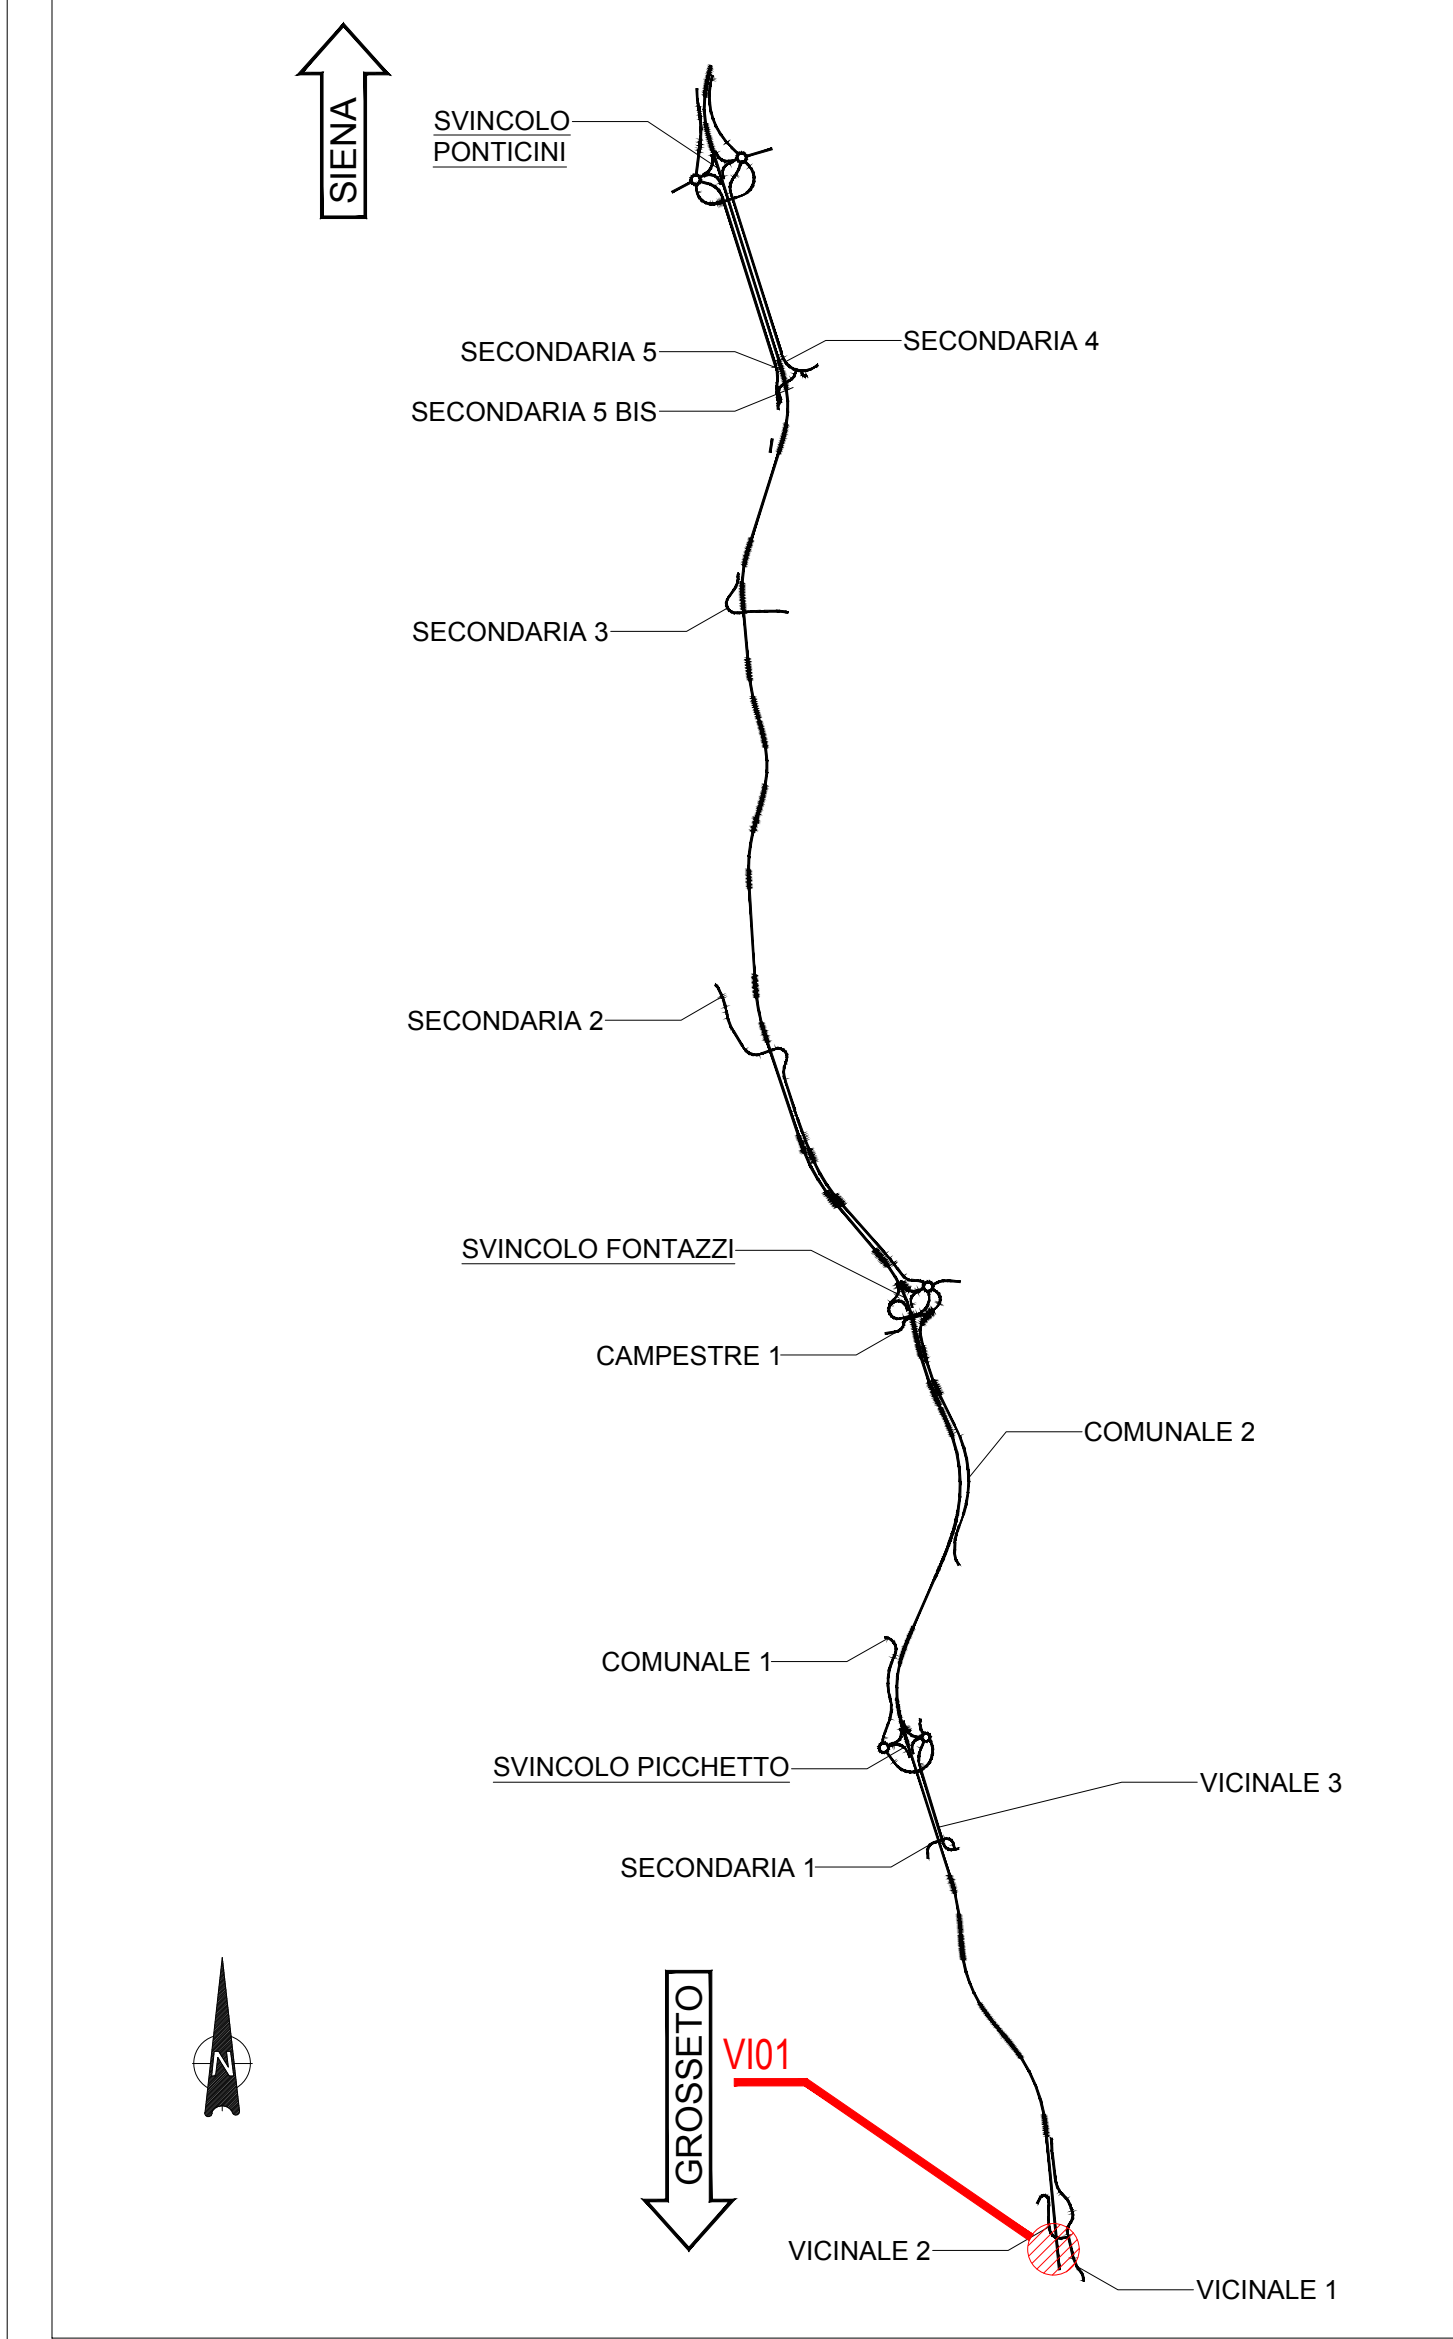 SIENA
SVINCOLO
PONTICINI
SECONDARIA 4
SECONDARIA 5
SECONDARIA 5 BIS
SECONDARIA 3
SECONDARIA 2
SVINCOLO FONTAZZI
CAMPESTRE 1
COMUNALE 2
COMUNALE 1
SVINCOLO PICCHETTO
VICINALE 3
SECONDARIA 1
GROSSETO
VI01
N
VICINALE 2
VICINALE 1